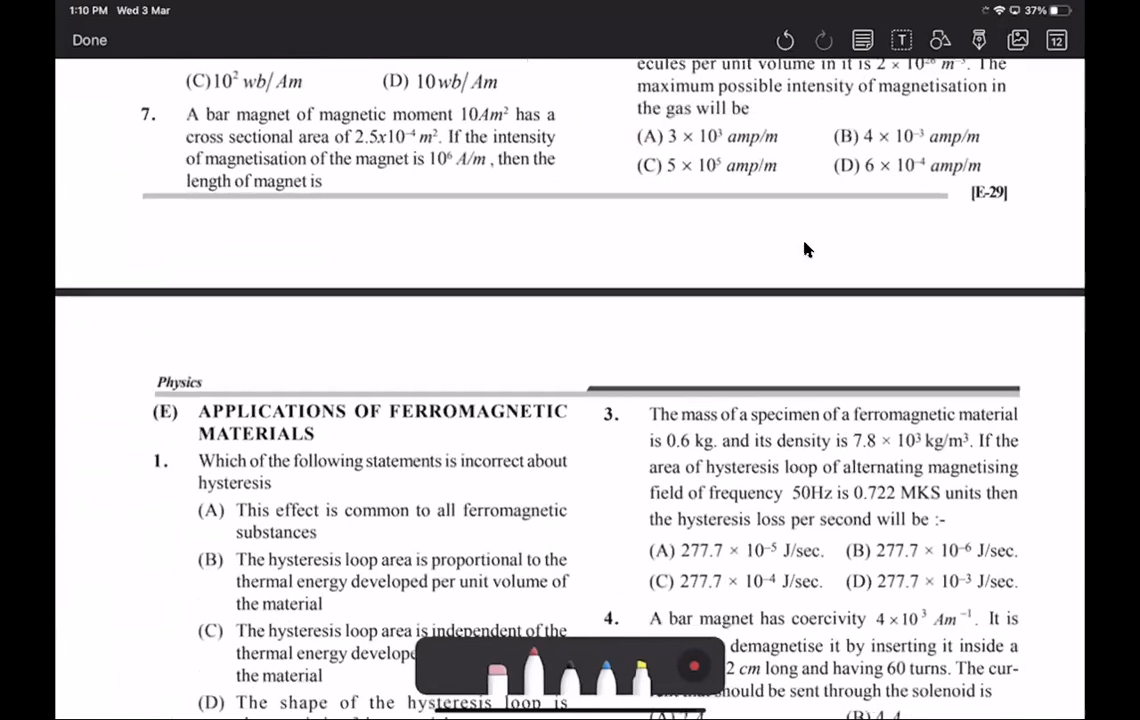 1:10 PM Wed 3 Mar
37%
Done
T
12
(C)10² wb/Am (D) 10 wb/Am
7. A bar magnet of magnetic moment 10Am² has a
cross sectional area of 2.5x10⁻⁴ m². If the intensity
of magnetisation of the magnet is 10⁶ A/m , then the
length of magnet is
ecules per unit volume in it is 2 × The
maximum possible intensity of magnetisation in
the gas will be
(A) 3 × 10³ amp/m (B) 4 × 10⁻³ amp/m
(C) 5 × 10⁵ amp/m (D) 6 × 10⁻⁴ amp/m
[E-29]
Physics
(E) APPLICATIONS OF FERROMAGNETIC
MATERIALS
1. Which of the following statements is incorrect about
hysteresis
(A) This effect is common to all ferromagnetic
substances
(B) The hysteresis loop area is proportional to the
thermal energy developed per unit volume of
the material
(C) The hysteresis loop area is independent of the
thermal energy develope
the material
(D) The shape of the hysteresis loop is
3. The mass of a specimen of a ferromagnetic material
is 0.6 kg. and its density is 7.8 × 10³ kg/m³. If the
area of hysteresis loop of alternating magnetising
field of frequency 50Hz is 0.722 MKS units then
the hysteresis loss per second will be :-
(A) 277.7 × 10⁻⁵ J/sec. (B) 277.7 × 10⁻⁶ J/sec.
(C) 277.7 × 10⁻⁴ J/sec. (D) 277.7 × 10⁻³ J/sec.
4. A bar magnet has coercivity 4 × 10³ Am⁻¹. It is
demagnetise it by inserting it inside a
2 cm long and having 60 turns. The cur-
should be sent through the solenoid is